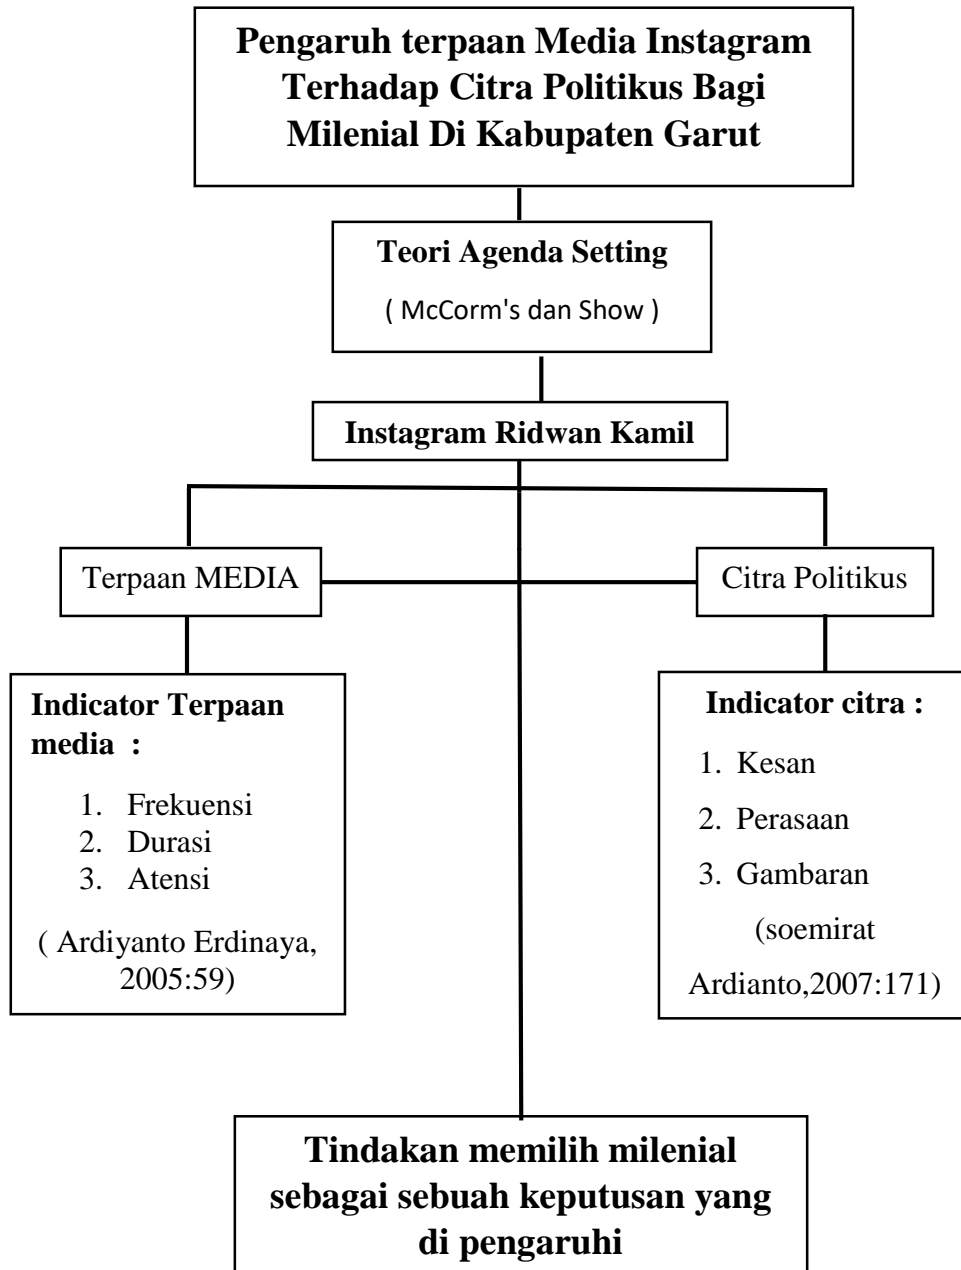 Pengaruh terpaan Media Instagram
Terhadap Citra Politikus Bagi
Milenial Di Kabupaten Garut
Teori Agenda Setting
( McCorm's dan Show )
Instagram Ridwan Kamil
Terpaan MEDIA
Citra Politikus
Indicator Terpaan
media :
1. Frekuensi
2. Durasi
3. Atensi
( Ardiyanto Erdinaya,
2005:59)
Indicator citra :
1. Kesan
2. Perasaan
3. Gambaran
(soemirat
Ardianto,2007:171)
Tindakan memilih milenial
sebagai sebuah keputusan yang
di pengaruhi